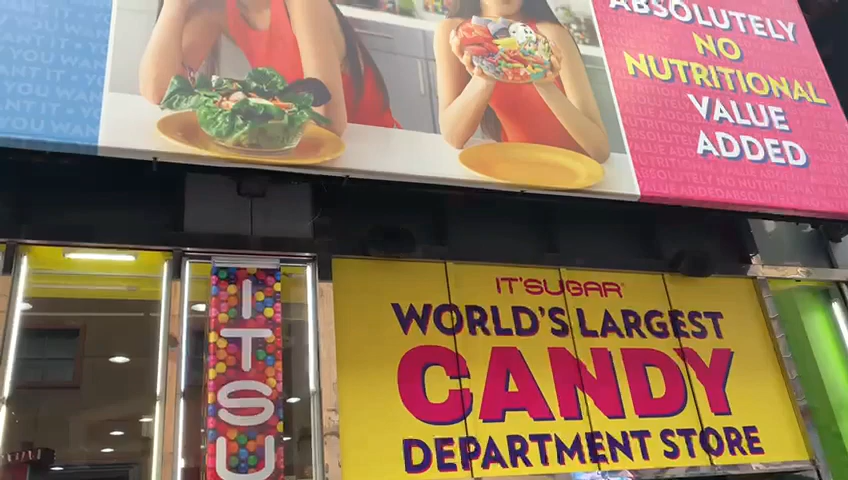 ABSOLUTELY
NO
NUTRITIONAL
VALUE
ADDED
IT'SUGAR®
WORLD'S LARGEST
CANDY
DEPARTMENT STORE
ITSU